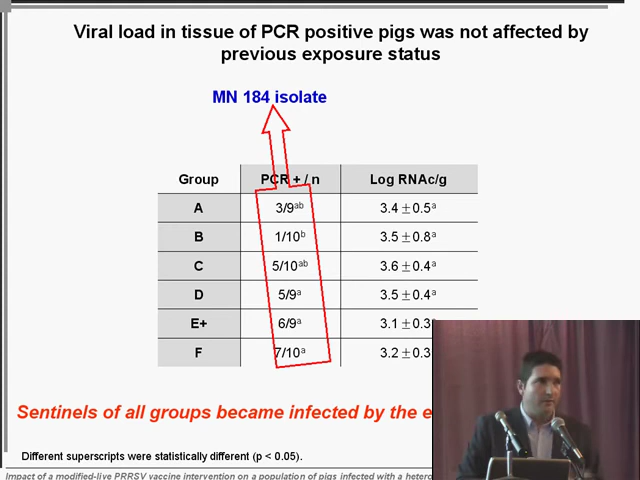 Viral load in tissue of PCR positive pigs was not affected by
previous exposure status
MN 184 isolate
Group PCR + / n Log RNAc/g
A 3/9ab 3.4 ± 0.5a
B 1/10b 3.5 ± 0.8a
C 5/10ab 3.6 ± 0.4a
D 5/9a 3.5 ± 0.4a
E+ 6/9a 3.1 ± 0.3a
F 7/10a 3.2 ± 0.3
Sentinels of all groups became infected by the
Different superscripts were statistically different (p < 0.05).
Impact of a modified-live PRRSV vaccine intervention on a population of pigs infected with a